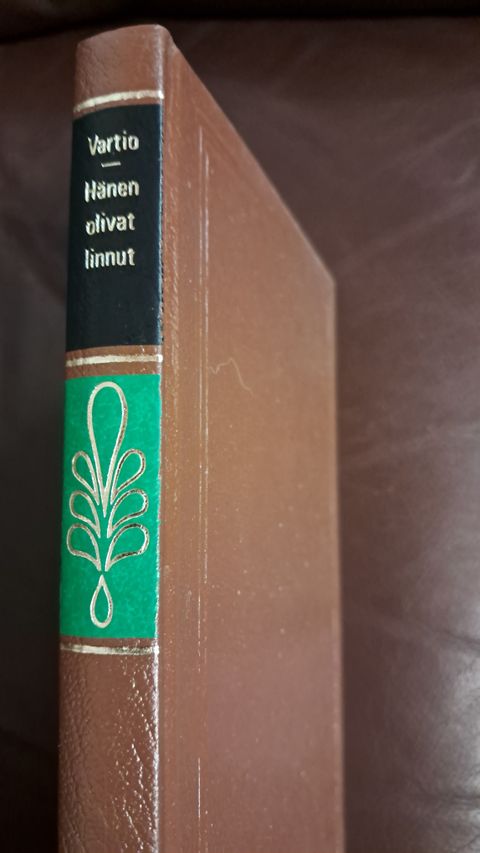 Vartio
—
Hänen
olivat
linnut